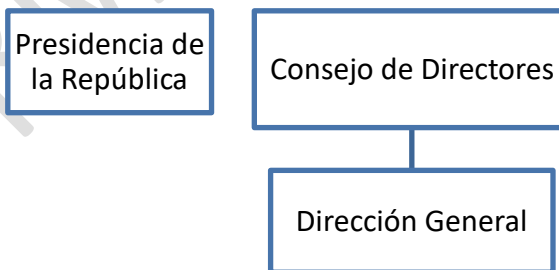 Presidencia de
la República
Consejo de Directores
Dirección General